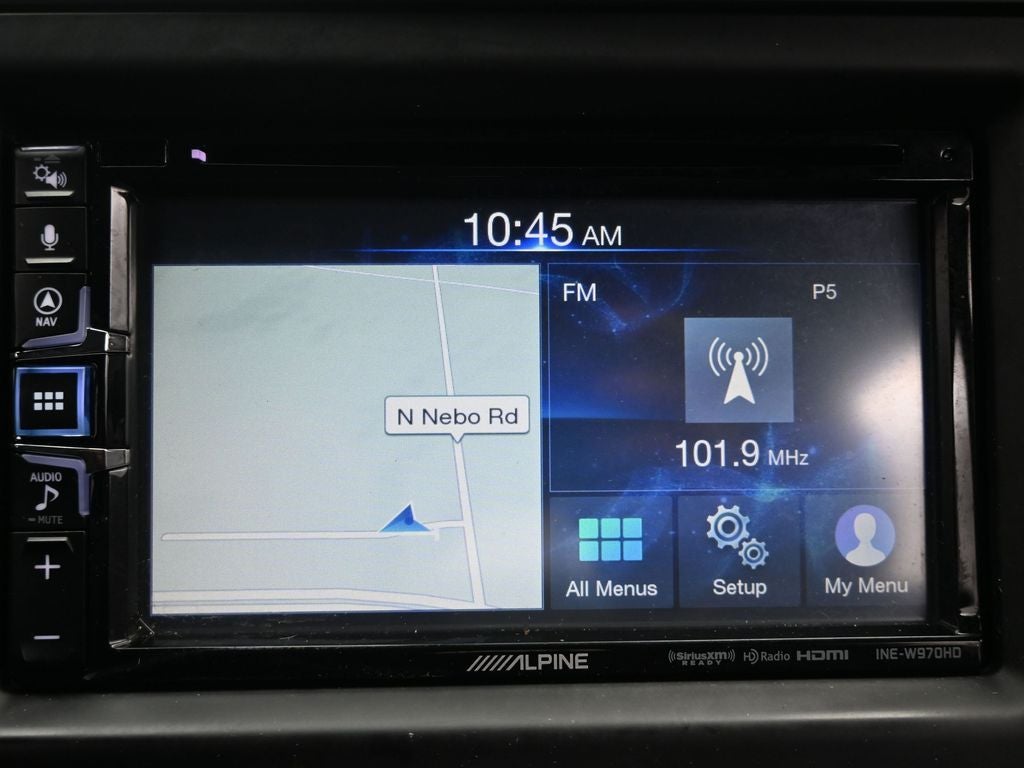 10:45 AM
FM
P5
NAV
N Nebo Rd
101.9 MHz
AUDIO
MUTE
All Menus
Setup
My Menu
ALPINE
SiriusXM
READY
HD Radio
HDMI
INE-W970HD